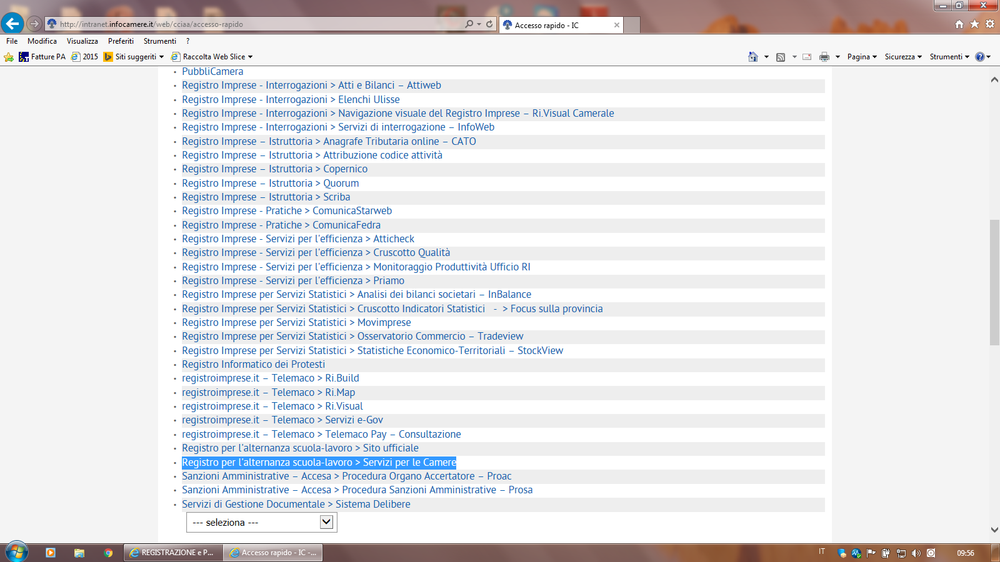 http://intranet.infocamere.it/web/cciaa/accesso-rapido
Accesso rapido - IC
File Modifica Visualizza Preferiti Strumenti ?
Fatture PA 2015 Siti suggeriti Raccolta Web Slice Pagina Sicurezza Strumenti
PubbliCamera
Registro Imprese - Interrogazioni > Atti e Bilanci – Attiweb
Registro Imprese - Interrogazioni > Elenchi Ulisse
Registro Imprese - Interrogazioni > Navigazione visuale del Registro Imprese – Ri.Visual Camerale
Registro Imprese - Interrogazioni > Servizi di interrogazione – InfoWeb
Registro Imprese – Istruttoria > Anagrafe Tributaria online – CATO
Registro Imprese – Istruttoria > Attribuzione codice attività
Registro Imprese – Istruttoria > Copernico
Registro Imprese – Istruttoria > Quorum
Registro Imprese – Istruttoria > Scriba
Registro Imprese - Pratiche > ComunicaStarweb
Registro Imprese - Pratiche > ComunicaFedra
Registro Imprese - Servizi per l'efficienza > Atticheck
Registro Imprese - Servizi per l'efficienza > Cruscotto Qualità
Registro Imprese - Servizi per l'efficienza > Monitoraggio Produttività Ufficio RI
Registro Imprese - Servizi per l'efficienza > Priamo
Registro Imprese per Servizi Statistici > Analisi dei bilanci societari – InBalance
Registro Imprese per Servizi Statistici > Cruscotto Indicatori Statistici - > Focus sulla provincia
Registro Imprese per Servizi Statistici > Movimprese
Registro Imprese per Servizi Statistici > Osservatorio Commercio – Tradeview
Registro Imprese per Servizi Statistici > Statistiche Economico-Territoriali – StockView
Registro Informatico dei Protesti
registroimprese.it – Telemaco > Ri.Build
registroimprese.it – Telemaco > Ri.Map
registroimprese.it – Telemaco > Ri.Visual
registroimprese.it – Telemaco > Servizi e-Gov
registroimprese.it – Telemaco > Telemaco Pay – Consultazione
Registro per l'alternanza scuola-lavoro > Sito ufficiale
Registro per l'alternanza scuola-lavoro > Servizi per le Camere
Sanzioni Amministrative – Accesa > Procedura Organo Accertatore – Proac
Sanzioni Amministrative – Accesa > Procedura Sanzioni Amministrative – Prosa
Servizi di Gestione Documentale > Sistema Delibere
--- seleziona ---
REGISTRAZIONE e P... Accesso rapido - IC -... IT 09:56